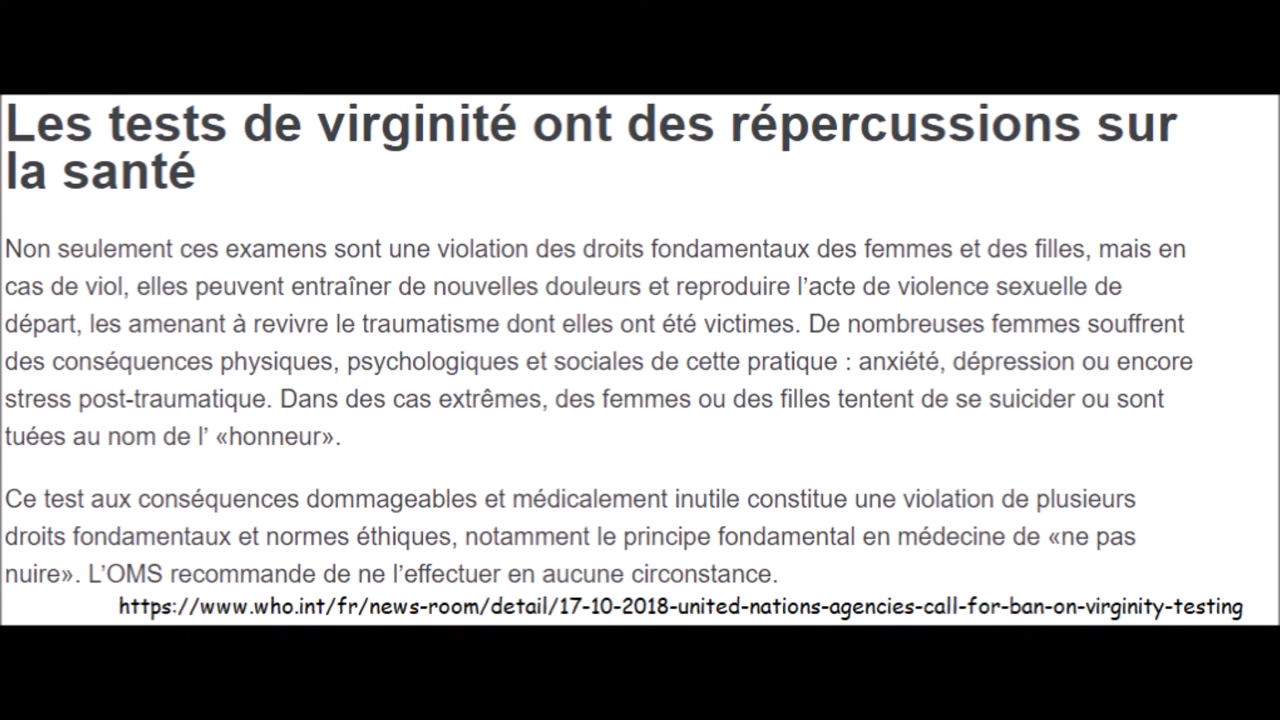 Les tests de virginité ont des répercussions sur
la santé
Non seulement ces examens sont une violation des droits fondamentaux des femmes et des filles, mais en
cas de viol, elles peuvent entraîner de nouvelles douleurs et reproduire l’acte de violence sexuelle de
départ, les amenant à revivre le traumatisme dont elles ont été victimes. De nombreuses femmes souffrent
des conséquences physiques, psychologiques et sociales de cette pratique : anxiété, dépression ou encore
stress post-traumatique. Dans des cas extrêmes, des femmes ou des filles tentent de se suicider ou sont
tuées au nom de l’ «honneur».
Ce test aux conséquences dommageables et médicalement inutile constitue une violation de plusieurs
droits fondamentaux et normes éthiques, notamment le principe fondamental en médecine de «ne pas
nuire». L’OMS recommande de ne l’effectuer en aucune circonstance.
https://www.who.int/fr/news-room/detail/17-10-2018-united-nations-agencies-call-for-ban-on-virginity-testing